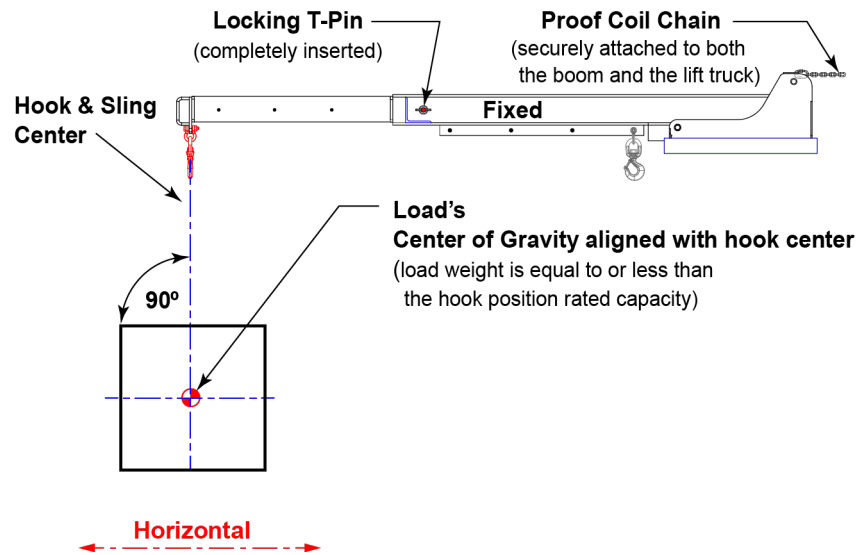 Locking T-Pin
(completely inserted)
Proof Coil Chain
(securely attached to both
the boom and the lift truck)
Hook & Sling
Center
Fixed
Load's
Center of Gravity aligned with hook center
(load weight is equal to or less than
the hook position rated capacity)
90º
Horizontal